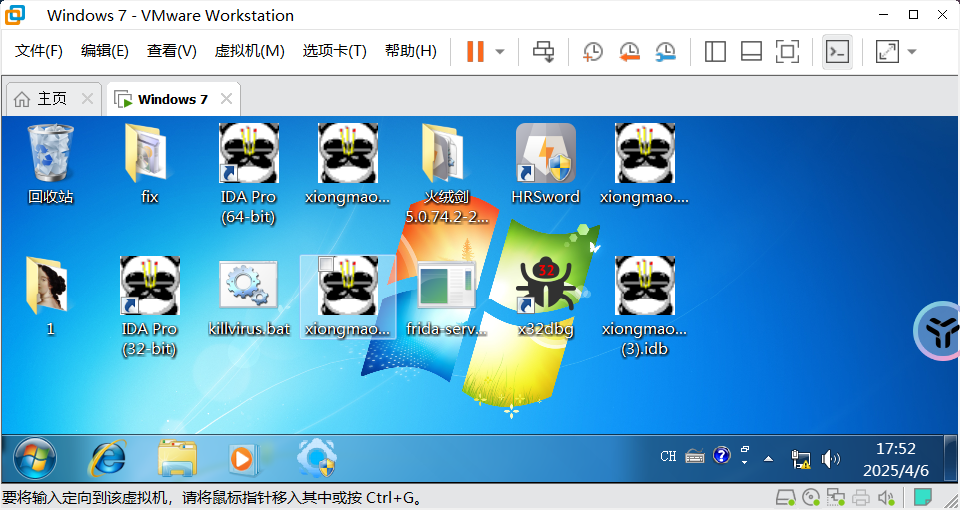 Windows 7 - VMware Workstation
文件(F) 编辑(E) 查看(V) 虚拟机(M) 选项卡(T) 帮助(H)
主页 Windows 7
回收站 fix IDA Pro (64-bit) xiongmao... 火绒剑 5.0.74.2-2... HRSword xiongmao....
1 IDA Pro (32-bit) killvirus.bat xiongmao... frida-serv... 32 x32dbg xiongmao... (3).idb
CH 17:52
2025/4/6
要将输入定向到该虚拟机，请将鼠标指针移入其中或按 Ctrl+G。